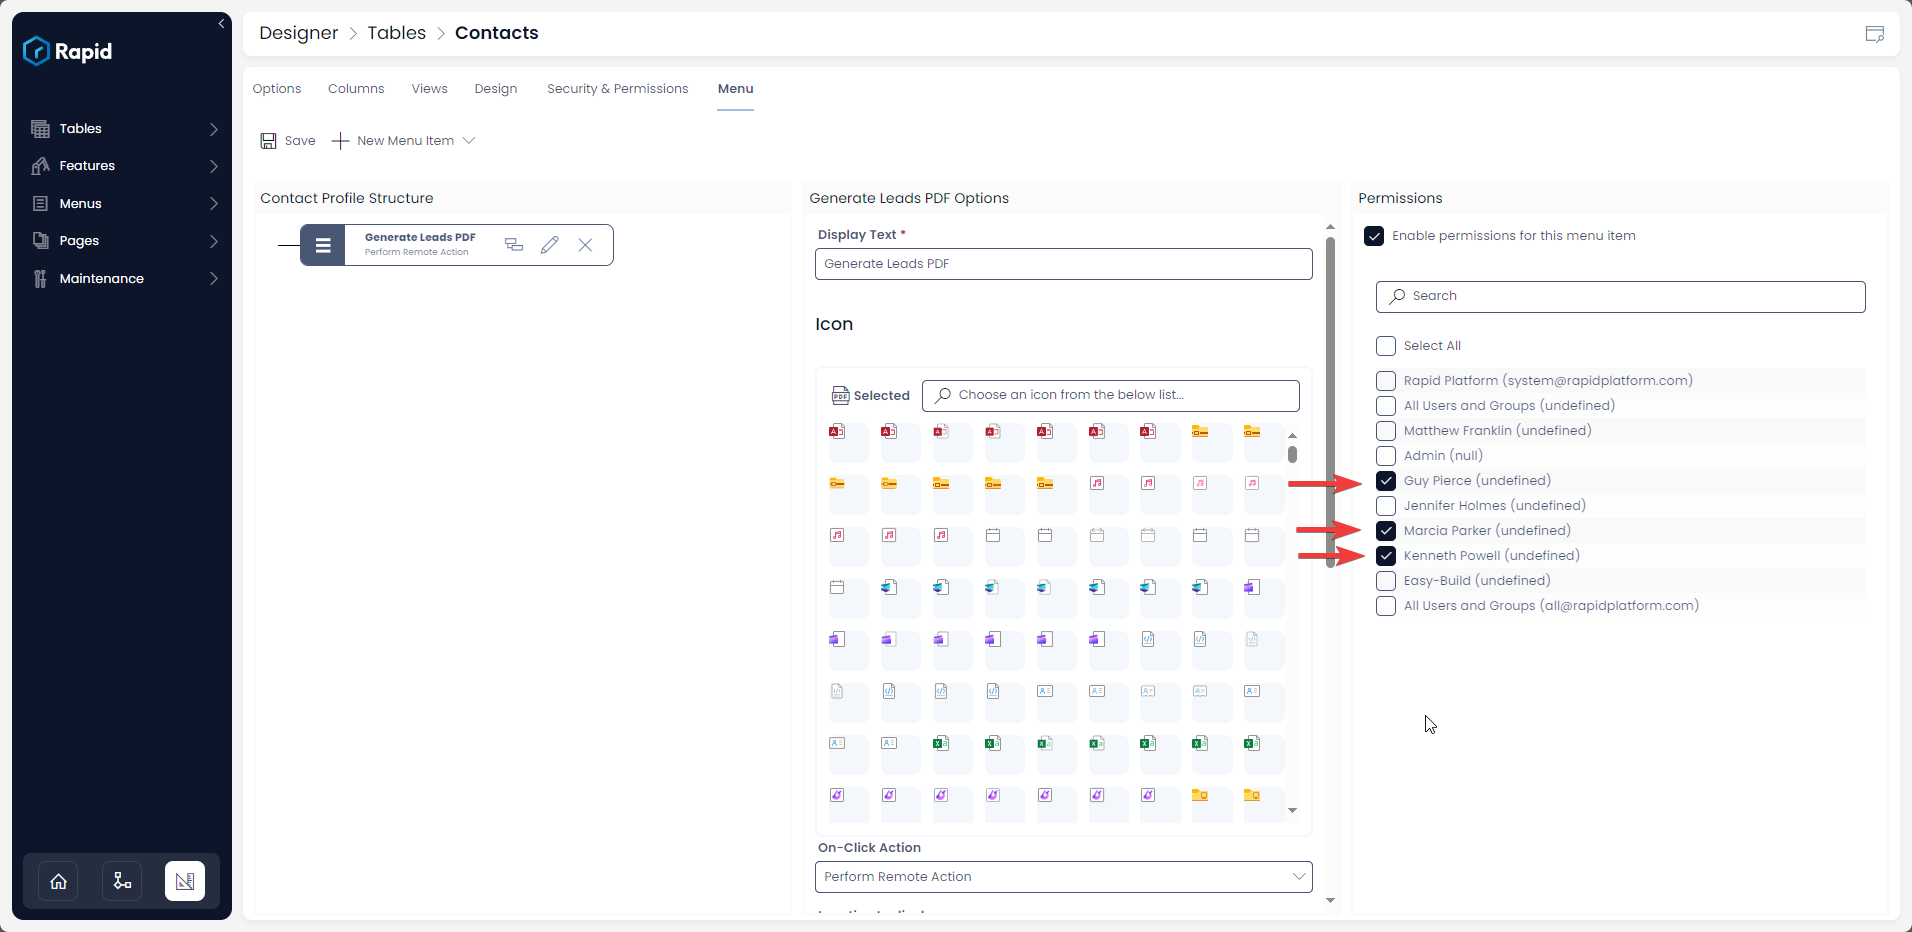 Rapid
Tables
Features
Menus
Pages
Maintenance
Designer > Tables > Contacts
Options Columns Views Design Security & Permissions Menu
Save New Menu Item
Contact Profile Structure
Generate Leads PDF
Perform Remote Action
Generate Leads PDF Options
Display Text *
Generate Leads PDF
Icon
PDF Selected Choose an icon from the below list...
On-Click Action
Perform Remote Action
Permissions
Enable permissions for this menu item
Search
Select All
Rapid Platform (system@rapidplatform.com)
All Users and Groups (undefined)
Matthew Franklin (undefined)
Admin (null)
Guy Pierce (undefined)
Jennifer Holmes (undefined)
Marcia Parker (undefined)
Kenneth Powell (undefined)
Easy-Build (undefined)
All Users and Groups (all@rapidplatform.com)